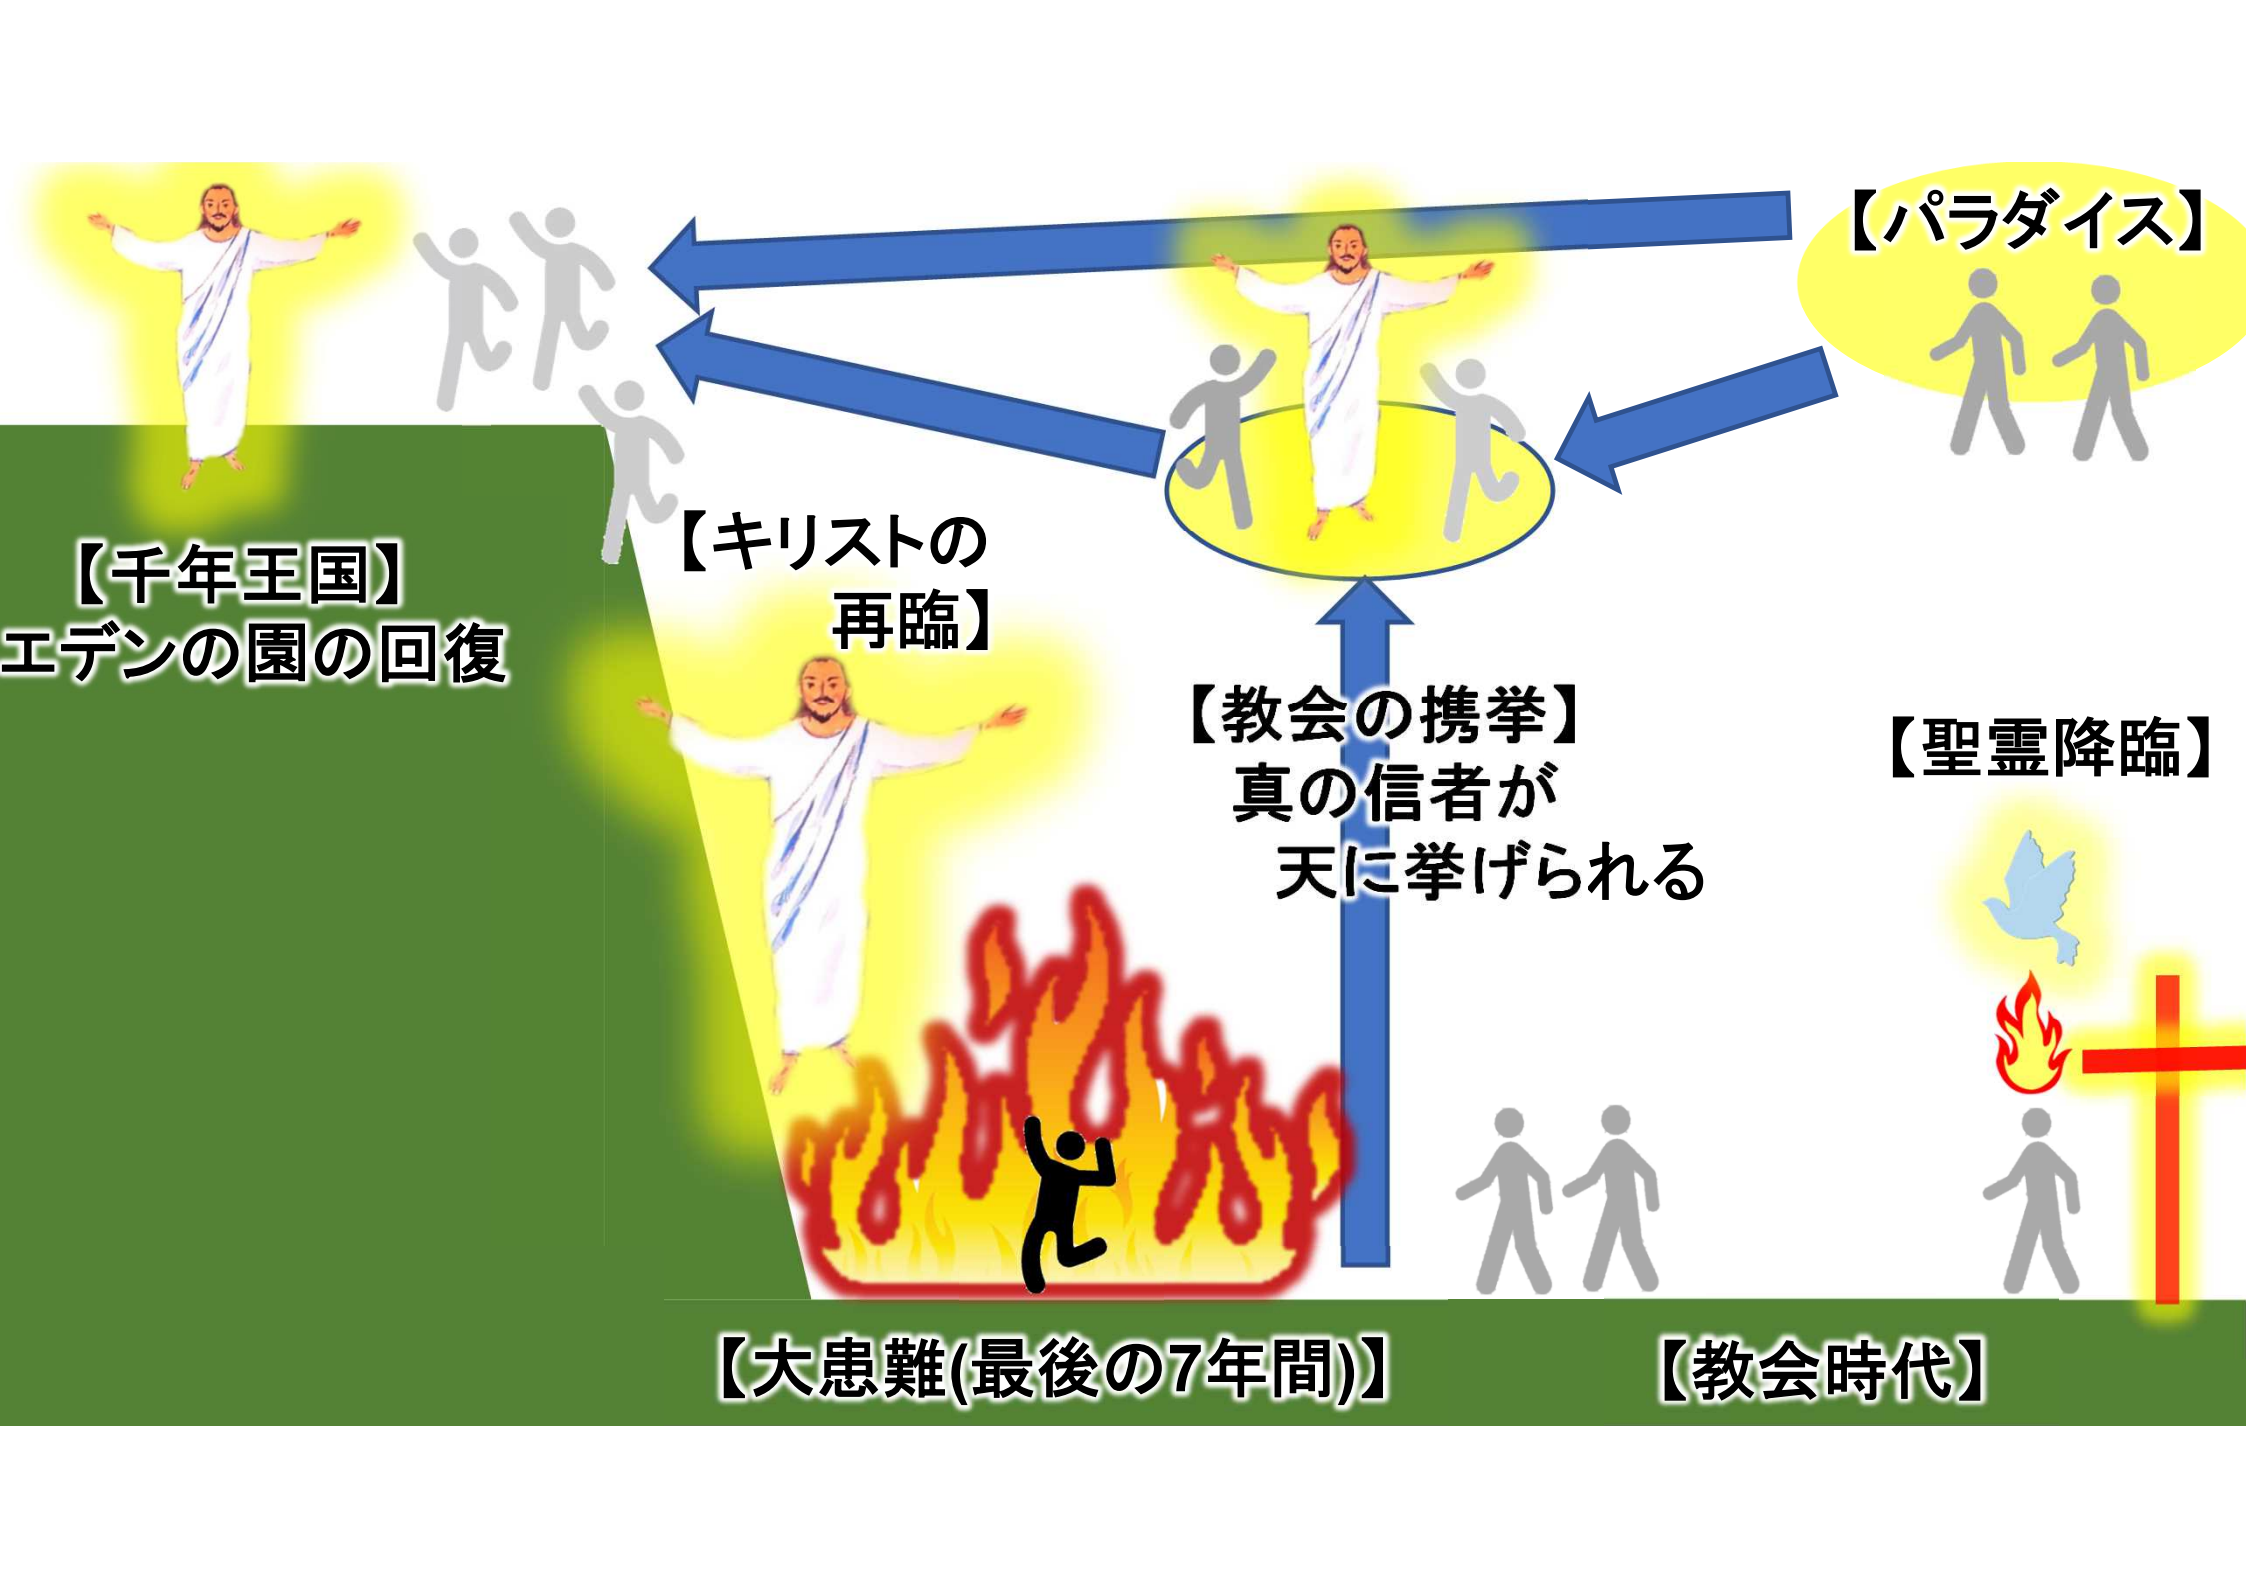 【パラダイス】
【キリストの
再臨】
【千年王国】
エデンの園の回復
【教会の携挙】
真の信者が
天に挙げられる
【聖霊降臨】
【大患難(最後の7年間)】
【教会時代】